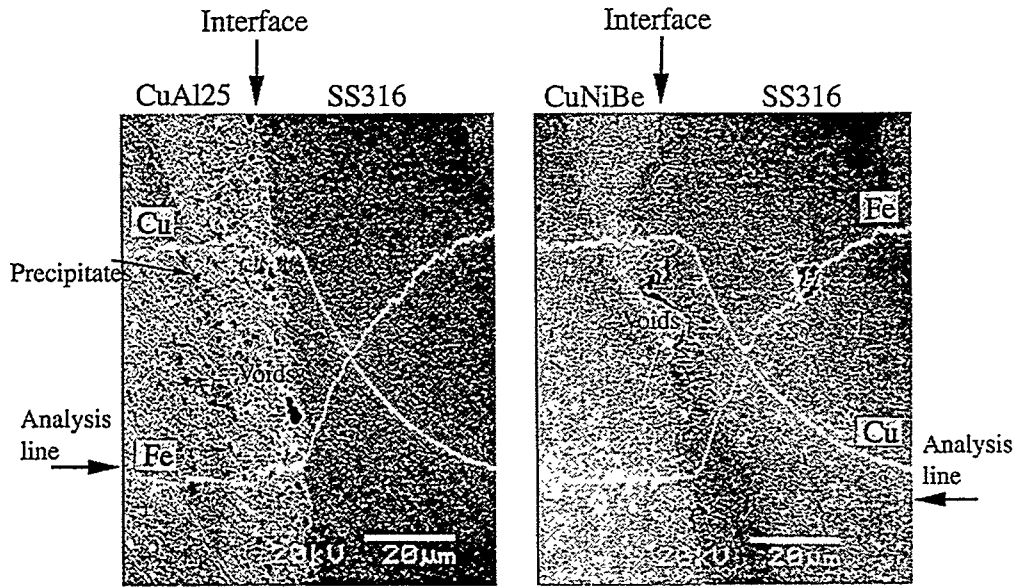 Interface
CuAl25 SS316
Cu
Precipitates
Voids
Analysis
line
Fe
20kV 20µm
Interface
CuNiBe SS316
Fe
Voids
Cu
Analysis
line
20µm